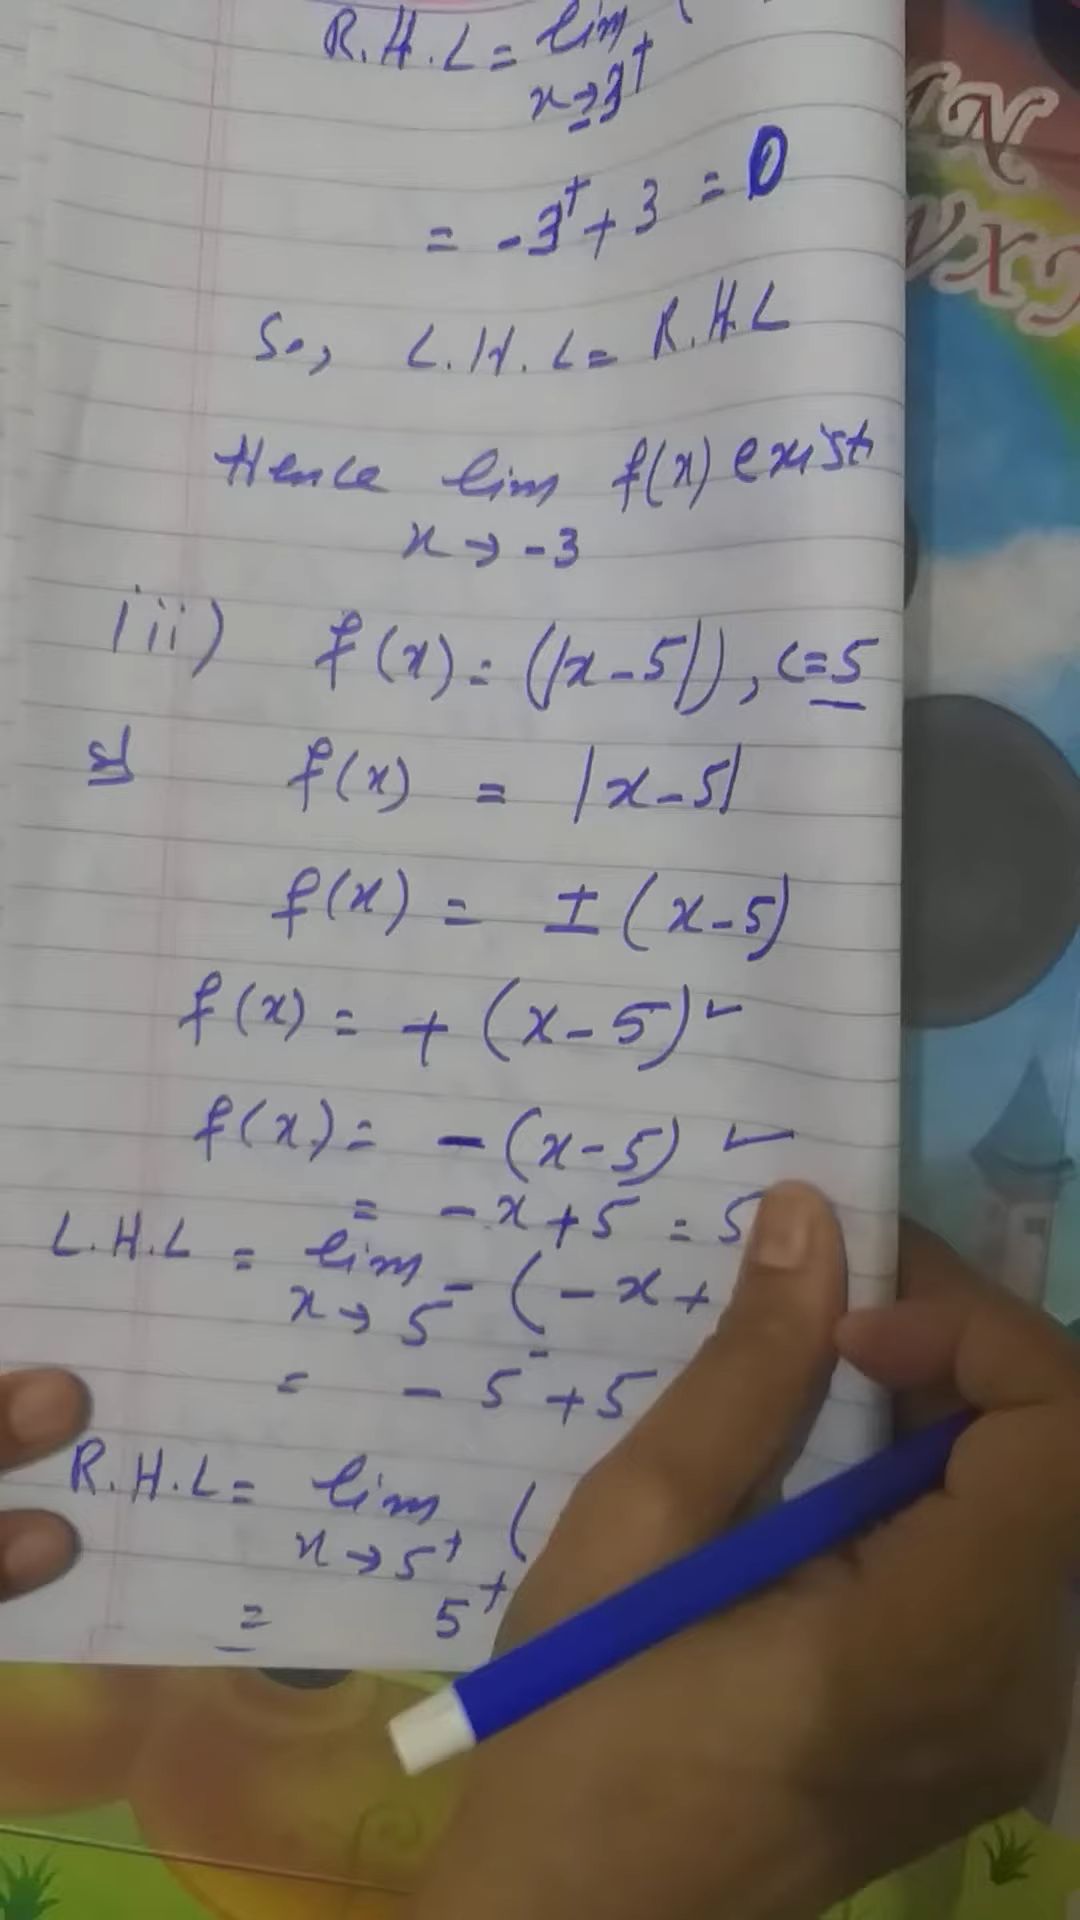 R.H.L = lim (
x→3⁺
= -3⁺ + 3 = 0
So, L.H.L = R.H.L
Hence lim f(x) exist
x → -3
iii) f(x) = (|x-5|), c=5
f(x) = |x-5|
f(x) = ± (x-5)
f(x) = + (x-5) ✓
f(x) = - (x-5) ✓
= -x+5 = 5
L.H.L = lim (-x+
x→5⁻
= -5⁻+5
R.H.L = lim (
x→5⁺
= 5⁺